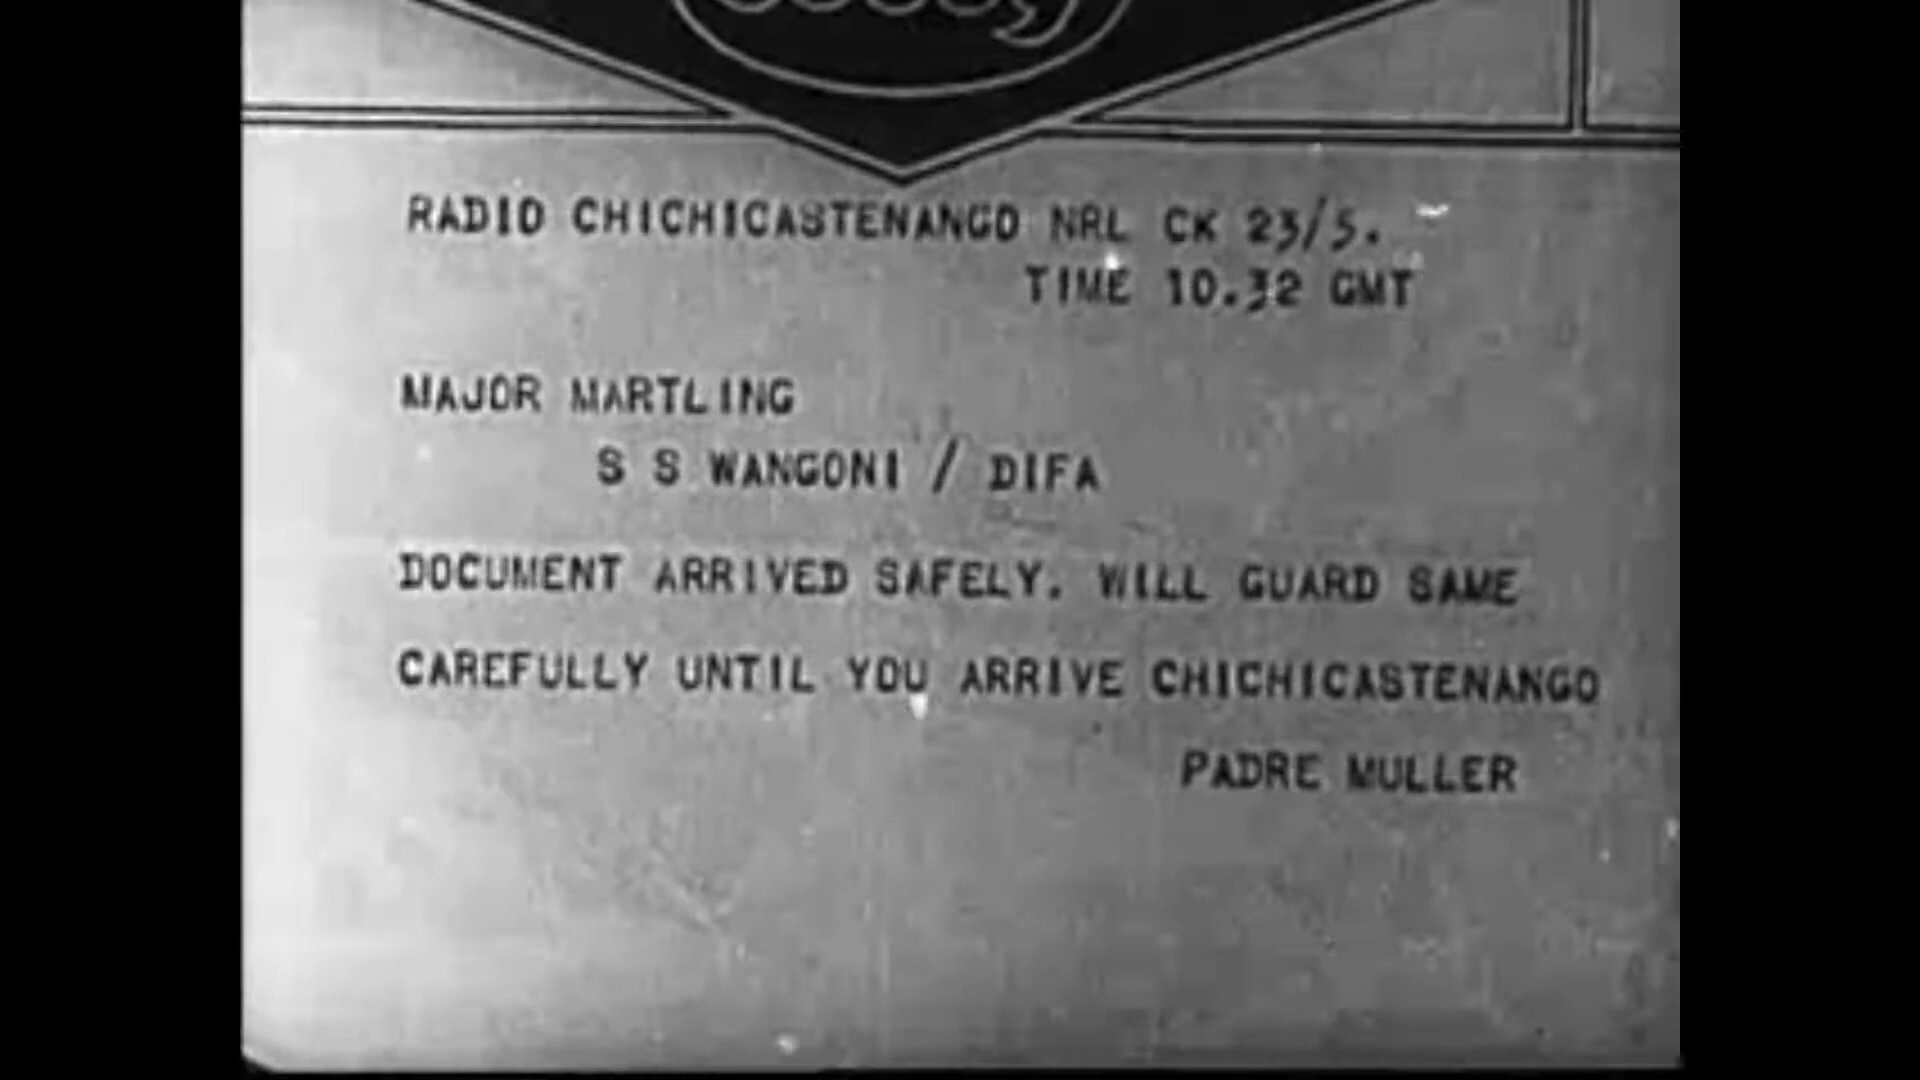 RADIO CHICHICASTENANGO NRL CK 23/5.
TIME 10.32 GMT
MAJOR MARTLING
S S WANGONI / DIFA
DOCUMENT ARRIVED SAFELY. WILL GUARD SAME
CAREFULLY UNTIL YOU ARRIVE CHICHICASTENANGO
PADRE MULLER